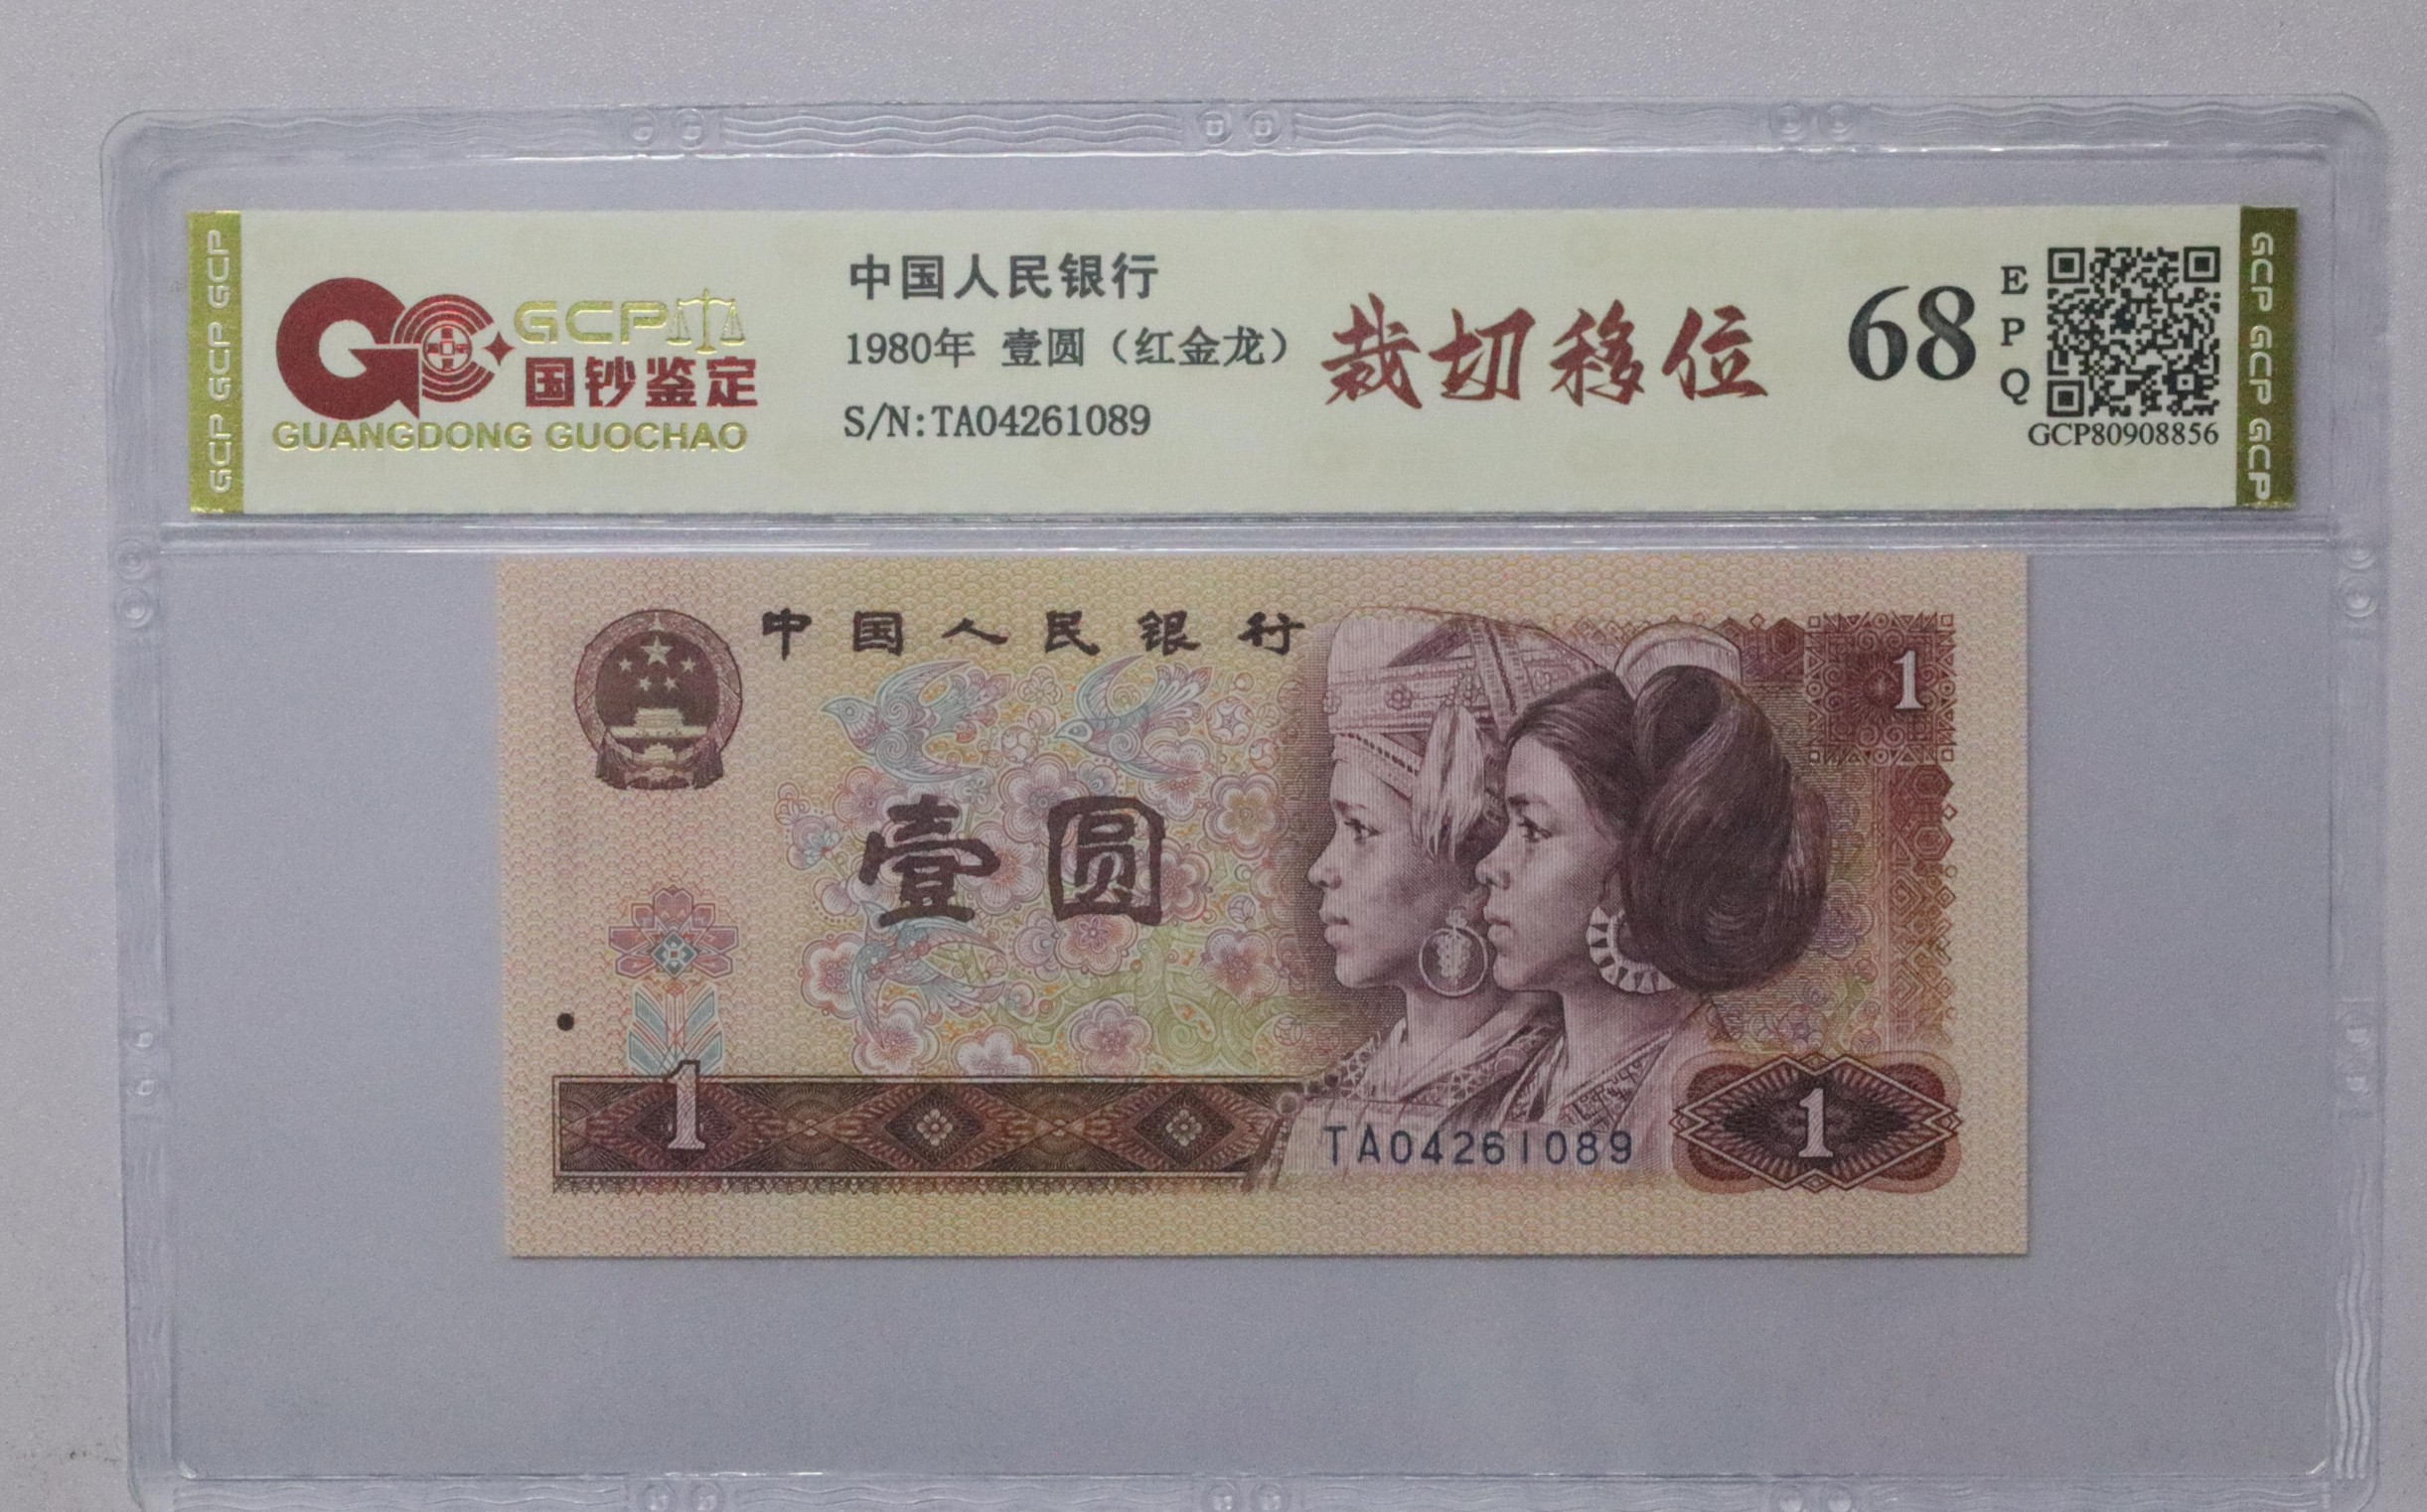 GCP GCP GCP
GCP
国钞鉴定
GUANGDONG GUOCHAO
中国人民银行
1980年 壹圆（红金龙）
S/N:TA04261089
裁切移位
68
E
P
Q
GCP80908856
GCP GCP GCP
中国人民银行
1
壹圆
1
TA04261089
1